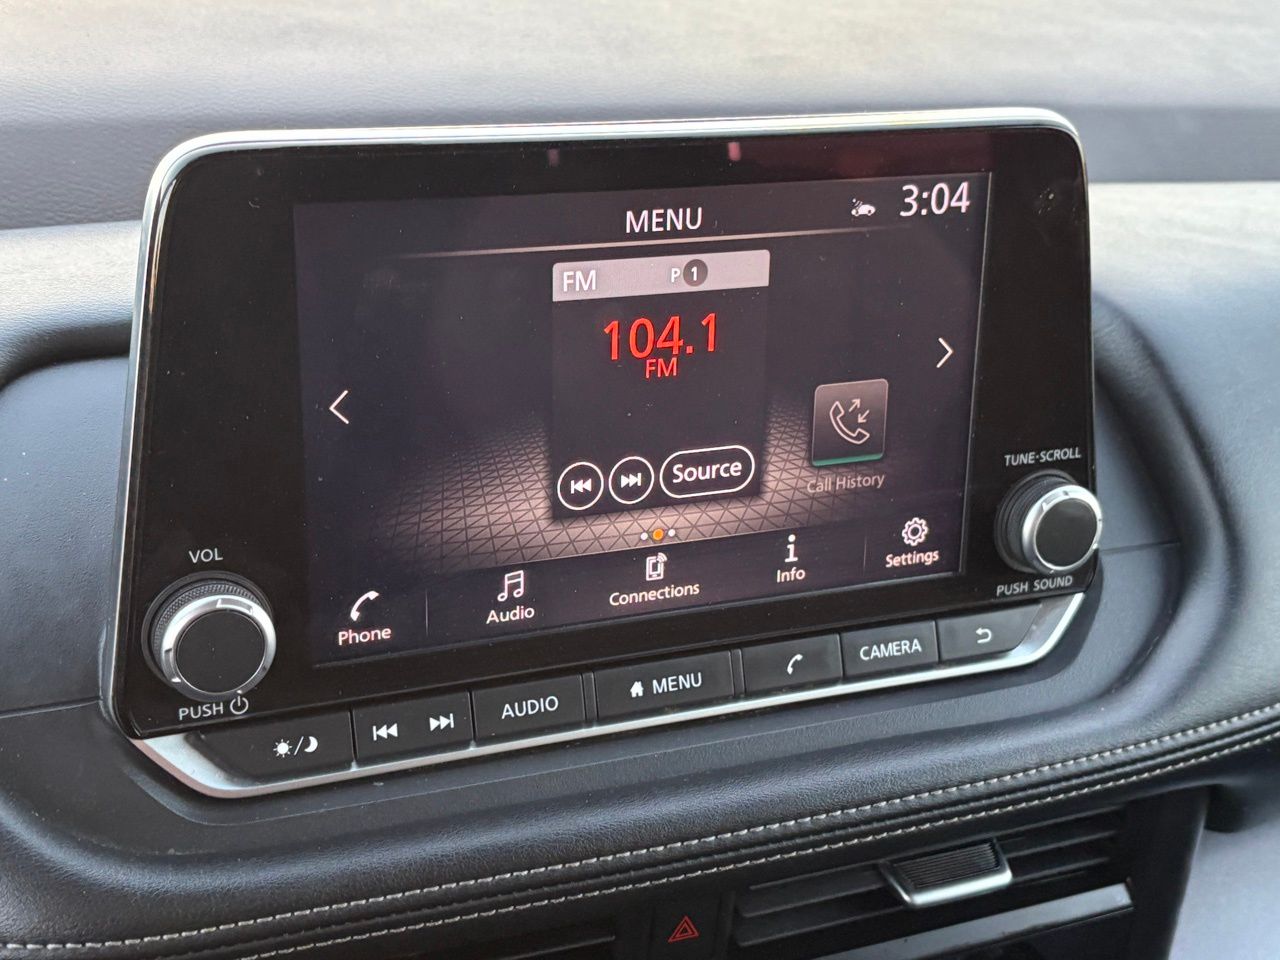 MENU
3:04
FM P 1
104.1
FM
Source
Call History
Phone
Audio
Connections
i
Info
Settings
VOL
PUSH
TUNE·SCROLL
PUSH SOUND
AUDIO
MENU
CAMERA